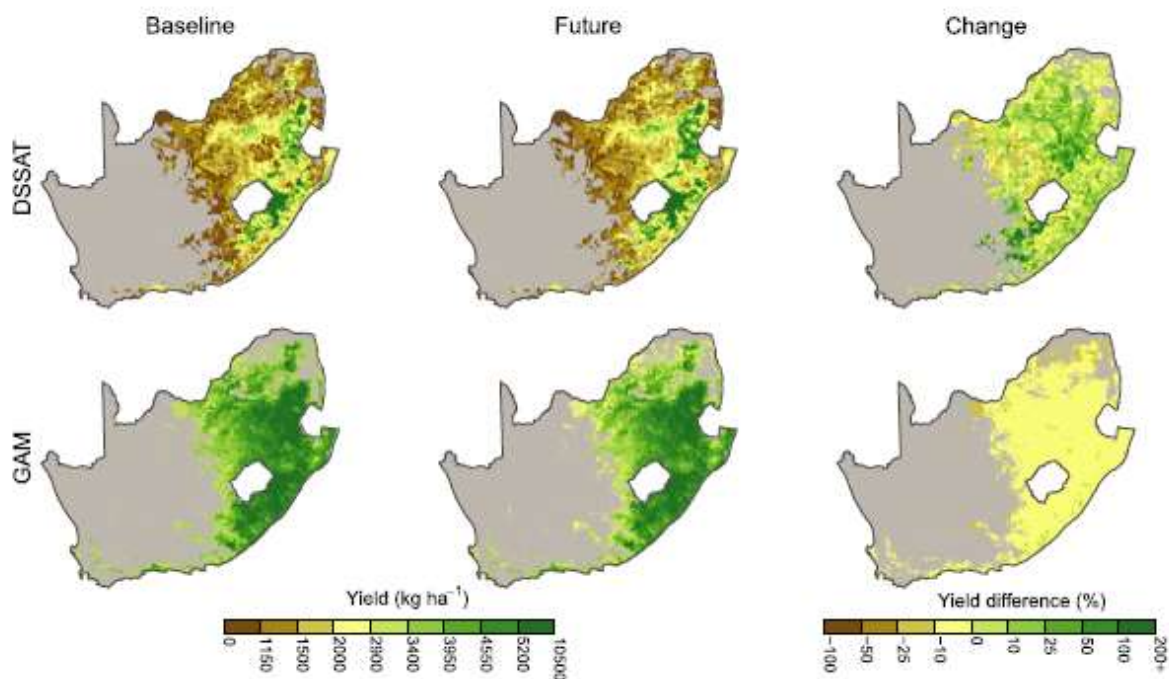 Baseline Future Change
DSSAT
GAM
Yield (kg ha⁻¹)
0 1150 1500 2000 2900 3400 3950 4550 5200 10500
Yield difference (%)
−100 −50 −25 −10 0 10 25 50 100 200+